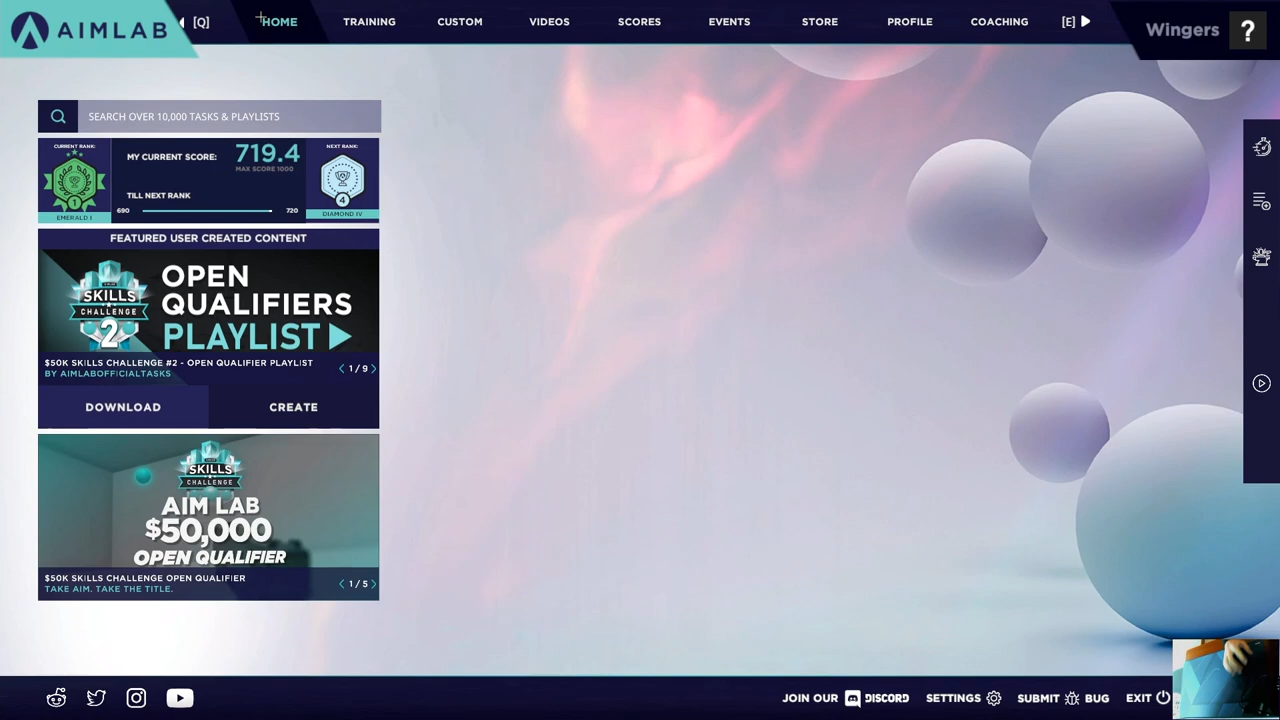 AIMLAB
[Q]
HOME
TRAINING
CUSTOM
VIDEOS
SCORES
EVENTS
STORE
PROFILE
COACHING
[E]
Wingers
?
SEARCH OVER 10,000 TASKS & PLAYLISTS
CURRENT RANK:
1
EMERALD I
MY CURRENT SCORE:
719.4
MAX SCORE 1000
TILL NEXT RANK
690
720
NEXT RANK:
4
DIAMOND IV
FEATURED USER CREATED CONTENT
SKILLS
CHALLENGE
2
OPEN
QUALIFIERS
PLAYLIST
$50K SKILLS CHALLENGE #2 - OPEN QUALIFIER PLAYLIST
BY AIMLABOFFICIALTASKS
1/9
DOWNLOAD
CREATE
SKILLS
CHALLENGE
AIM LAB
$50,000
OPEN QUALIFIER
$50K SKILLS CHALLENGE OPEN QUALIFIER
TAKE AIM. TAKE THE TITLE.
1/5
JOIN OUR DISCORD
SETTINGS
SUBMIT BUG
EXIT